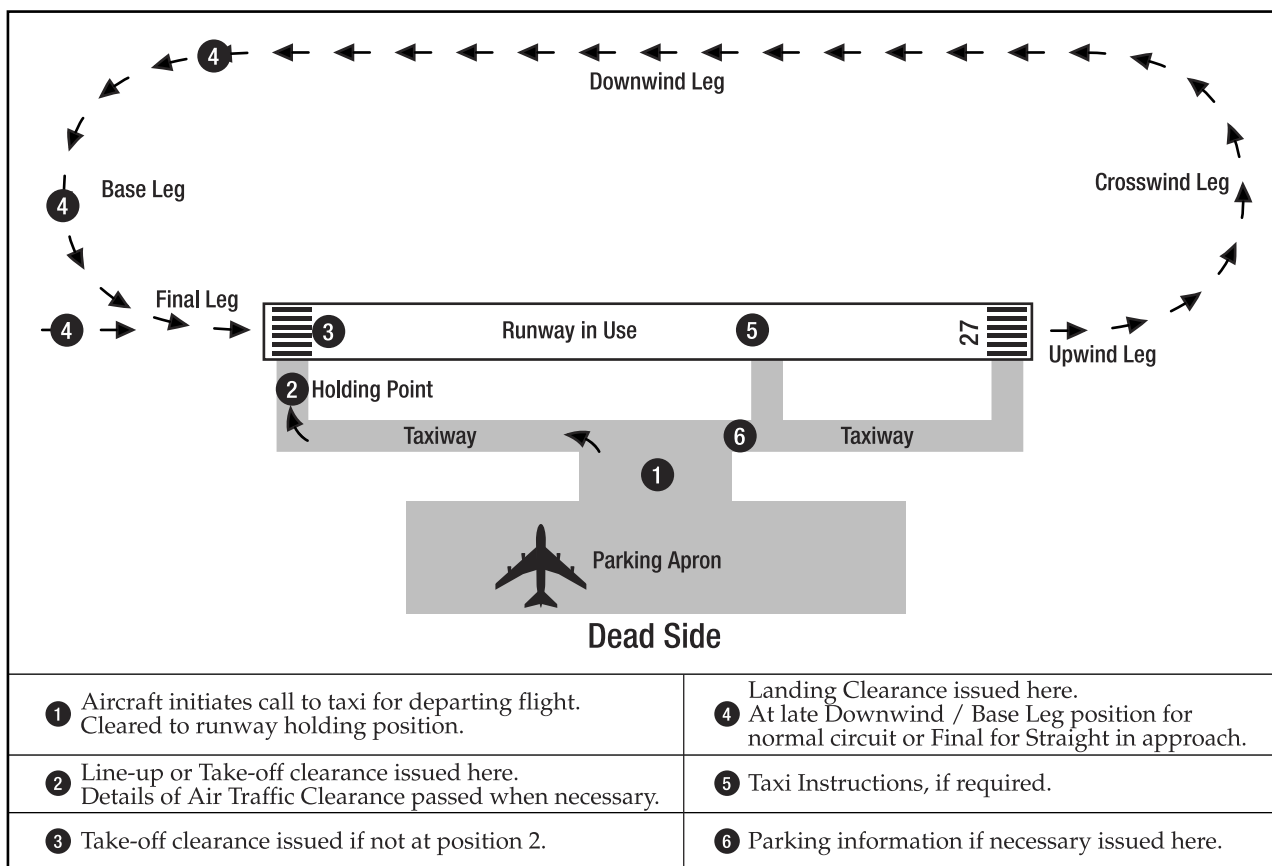 4
Downwind Leg
4
Base Leg
Crosswind Leg
Final Leg
4
3
Runway in Use
5
27
Upwind Leg
2
Holding Point
Taxiway
6
Taxiway
1
Parking Apron
Dead Side
1
Aircraft initiates call to taxi for departing flight.
Cleared to runway holding position.
Landing Clearance issued here.
4 At late Downwind / Base Leg position for
normal circuit or Final for Straight in approach.
2
Line-up or Take-off clearance issued here.
Details of Air Traffic Clearance passed when necessary.
5 Taxi Instructions, if required.
3 Take-off clearance issued if not at position 2.
6 Parking information if necessary issued here.